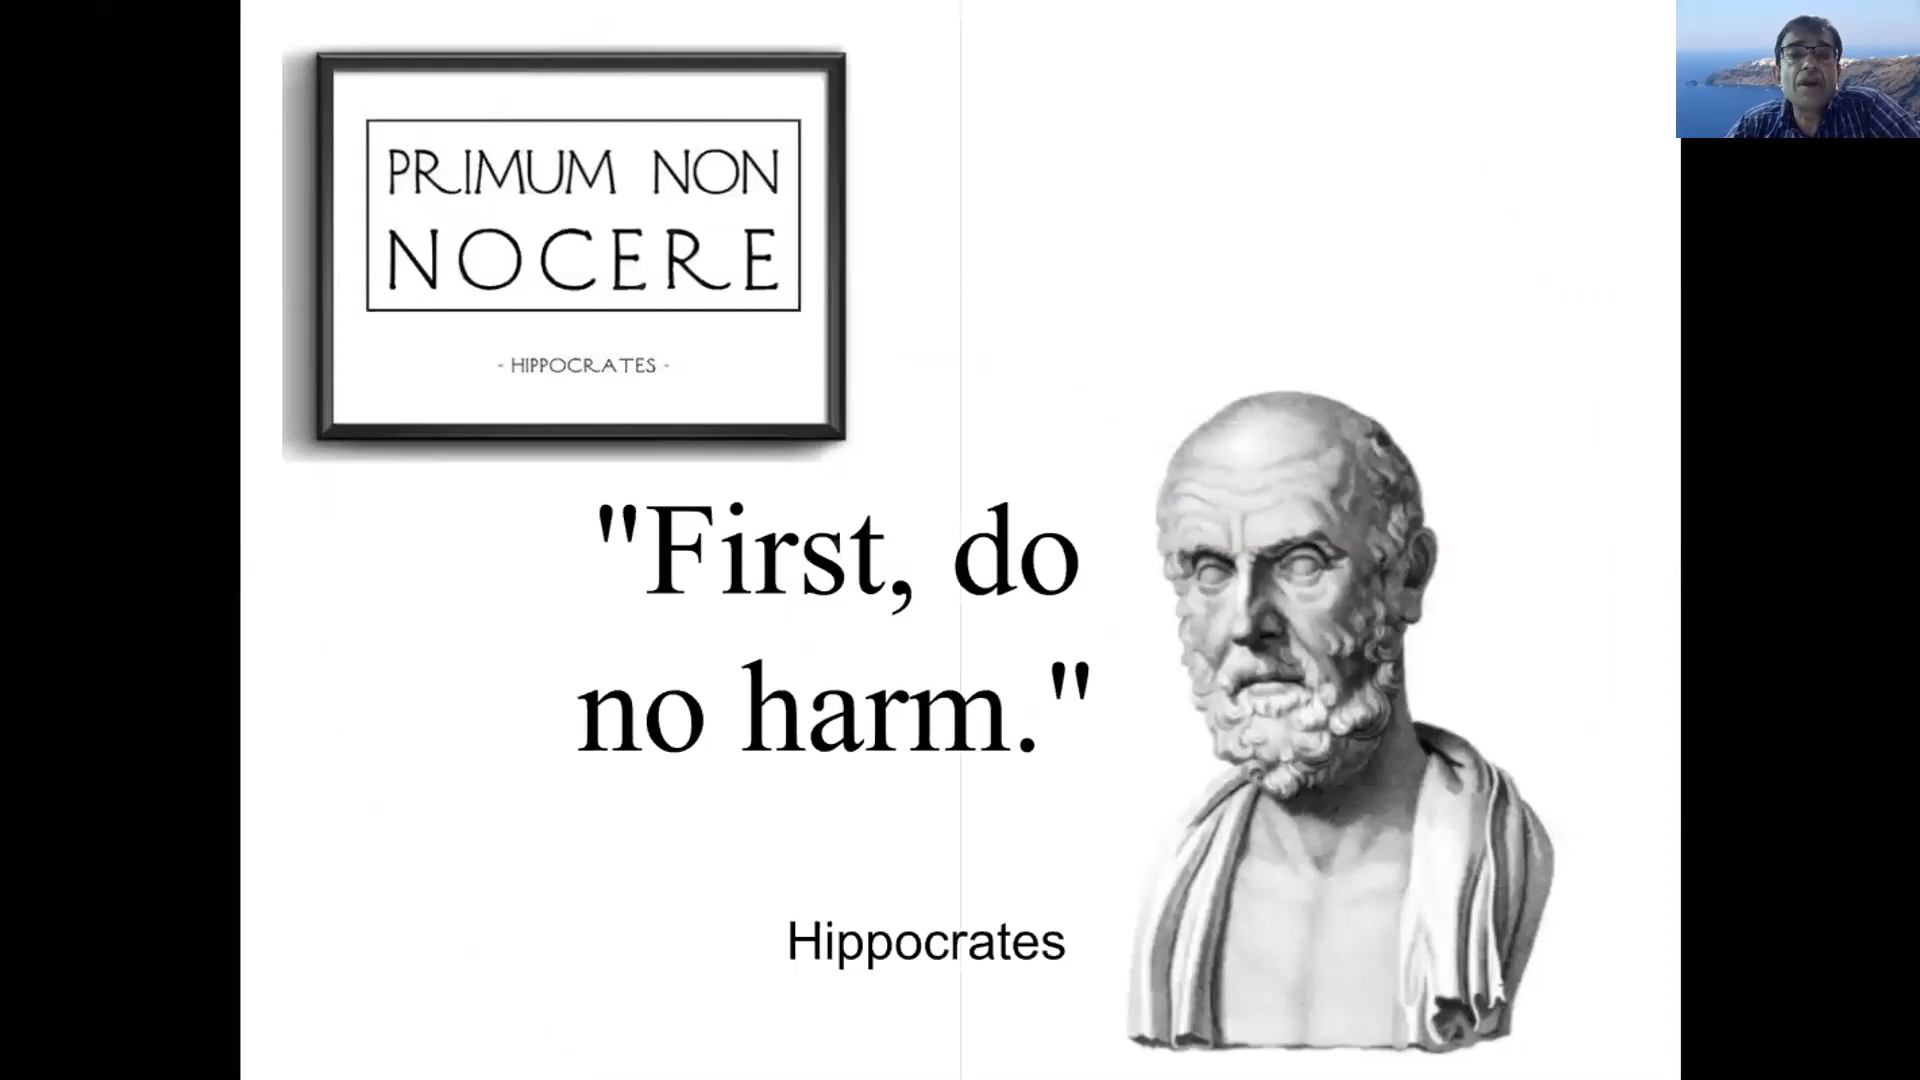 PRIMUM NON
NOCERE
- HIPPOCRATES -
"First, do
no harm."
Hippocrates